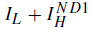 I_L + I_H^{ND1}